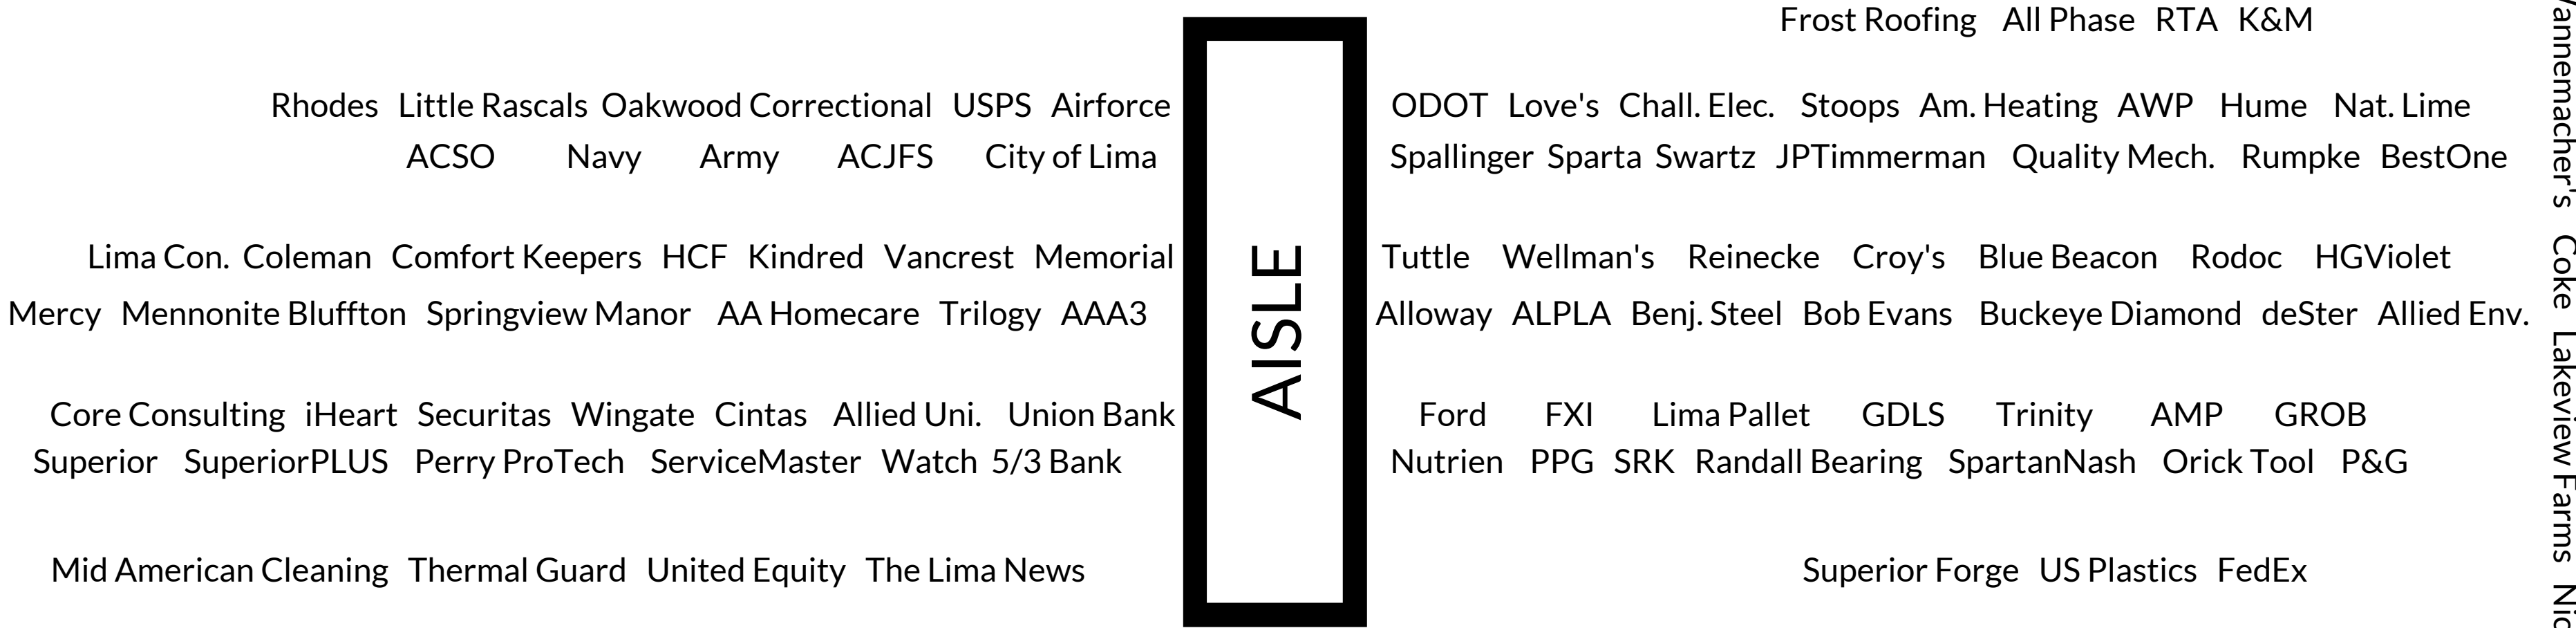 Frost Roofing All Phase RTA K&M
Rhodes Little Rascals Oakwood Correctional USPS Airforce
ACSO Navy Army ACJFS City of Lima
Lima Con. Coleman Comfort Keepers HCF Kindred Vancrest Memorial
Mercy Mennonite Bluffton Springview Manor AA Homecare Trilogy AAA3
Core Consulting iHeart Securitas Wingate Cintas Allied Uni. Union Bank
Superior SuperiorPLUS Perry ProTech ServiceMaster Watch 5/3 Bank
Mid American Cleaning Thermal Guard United Equity The Lima News
AISLE
ODOT Love's Chall. Elec. Stoops Am. Heating AWP Hume Nat. Lime
Spallinger Sparta Swartz JPTimmerman Quality Mech. Rumpke BestOne
Tuttle Wellman's Reinecke Croy's Blue Beacon Rodoc HGViolet
Alloway ALPLA Benj. Steel Bob Evans Buckeye Diamond deSter Allied Env.
Ford FXI Lima Pallet GDLS Trinity AMP GROB
Nutrien PPG SRK Randall Bearing SpartanNash Orick Tool P&G
Superior Forge US Plastics FedEx
Coke Lakeview Farms